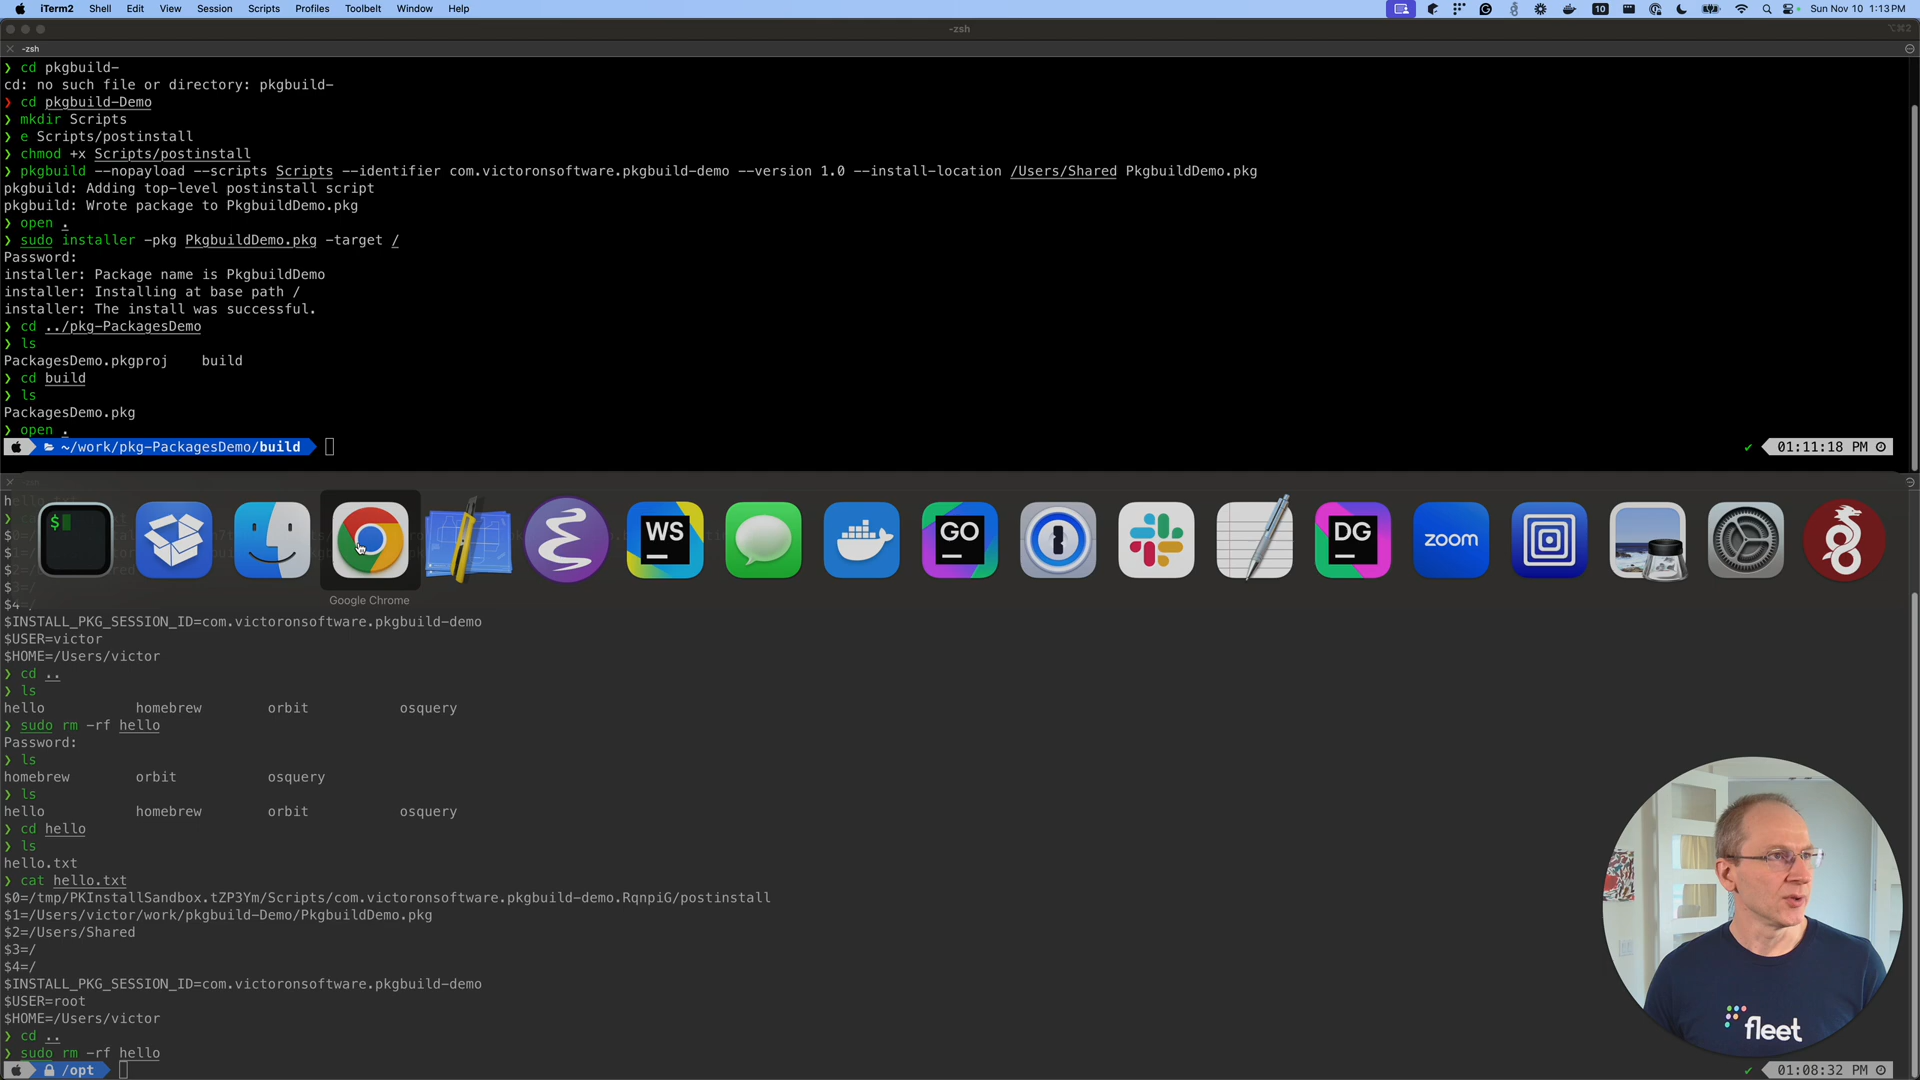 iTerm2 Shell Edit View Session Scripts Profiles Toolbelt Window Help
10
Sun Nov 10 1:13 PM
-zsh
⌥⌘2
-zsh
❯ cd pkgbuild-
cd: no such file or directory: pkgbuild-
❯ cd pkgbuild-Demo
❯ mkdir Scripts
❯ e Scripts/postinstall
❯ chmod +x Scripts/postinstall
❯ pkgbuild --nopayload --scripts Scripts --identifier com.victoronsoftware.pkgbuild-demo --version 1.0 --install-location /Users/Shared PkgbuildDemo.pkg
pkgbuild: Adding top-level postinstall script
pkgbuild: Wrote package to PkgbuildDemo.pkg
❯ open .
❯ sudo installer -pkg PkgbuildDemo.pkg -target /
Password:
installer: Package name is PkgbuildDemo
installer: Installing at base path /
installer: The install was successful.
❯ cd ../pkg-PackagesDemo
❯ ls
PackagesDemo.pkgproj build
❯ cd build
❯ ls
PackagesDemo.pkg
❯ open .
~/work/pkg-PackagesDemo/build
✔ 01:11:18 PM
$
WS
GO
DG
zoom
Google Chrome
$4=/
$INSTALL_PKG_SESSION_ID=com.victoronsoftware.pkgbuild-demo
$USER=victor
$HOME=/Users/victor
❯ cd ..
❯ ls
hello homebrew orbit osquery
❯ sudo rm -rf hello
Password:
❯ ls
homebrew orbit osquery
❯ ls
hello homebrew orbit osquery
❯ cd hello
❯ ls
hello.txt
❯ cat hello.txt
$0=/tmp/PKInstallSandbox.tZP3Ym/Scripts/com.victoronsoftware.pkgbuild-demo.RqnpiG/postinstall
$1=/Users/victor/work/pkgbuild-Demo/PkgbuildDemo.pkg
$2=/Users/Shared
$3=/
$4=/
$INSTALL_PKG_SESSION_ID=com.victoronsoftware.pkgbuild-demo
$USER=root
$HOME=/Users/victor
❯ cd ..
❯ sudo rm -rf hello
/opt
✔ 01:08:32 PM
fleet